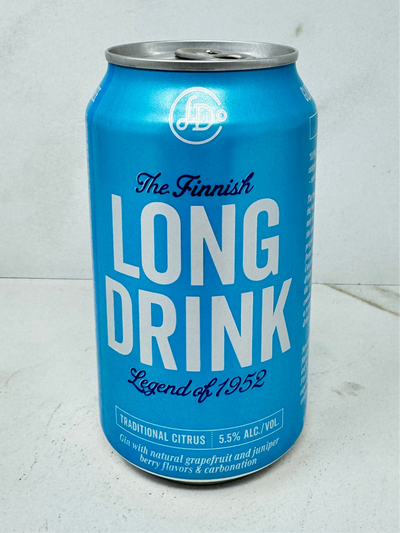 LD
The Finnish
LONG
DRINK
Legend of 1952
TRADITIONAL CITRUS 5.5% ALC./VOL.
Gin with natural grapefruit and juniper
berry flavors & carbonation